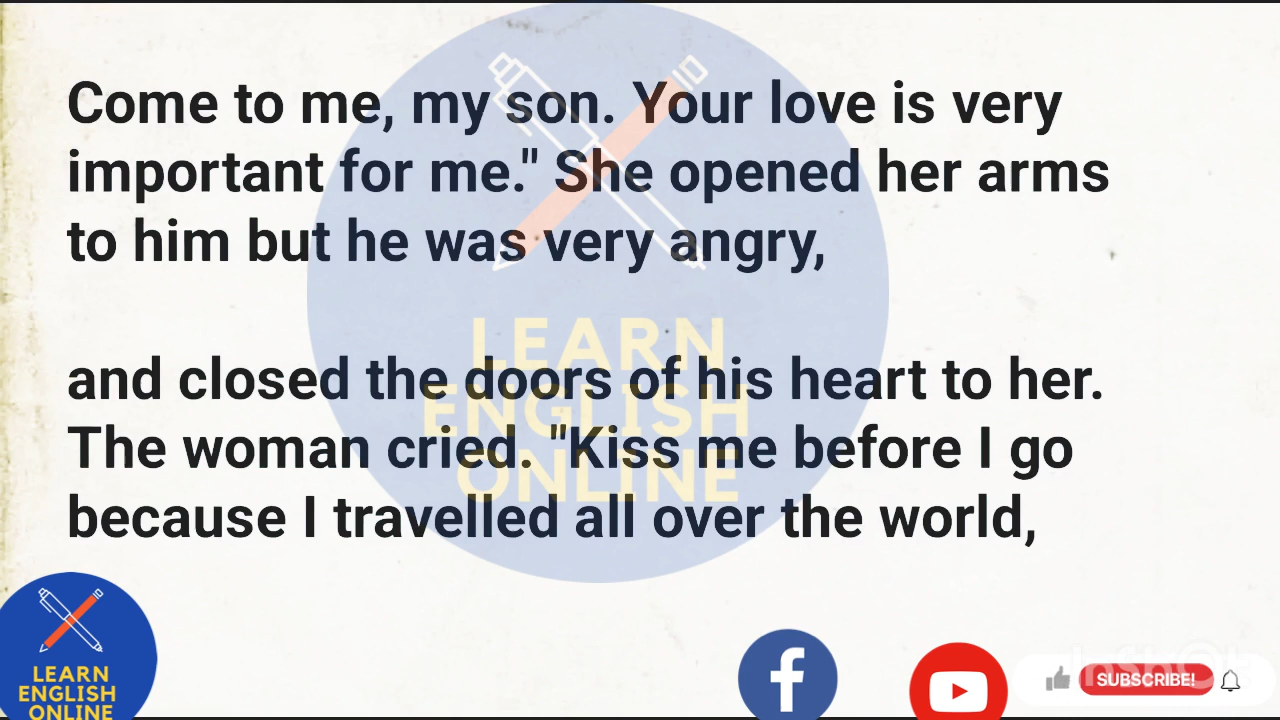 Come to me, my son. Your love is very
important for me." She opened her arms
to him but he was very angry,
and closed the doors of his heart to her.
The woman cried. "Kiss me before I go
because I travelled all over the world,
LEARN
ENGLISH
ONLINE
LEARN
ENGLISH
ONLINE
SUBSCRIBE!
InShOt